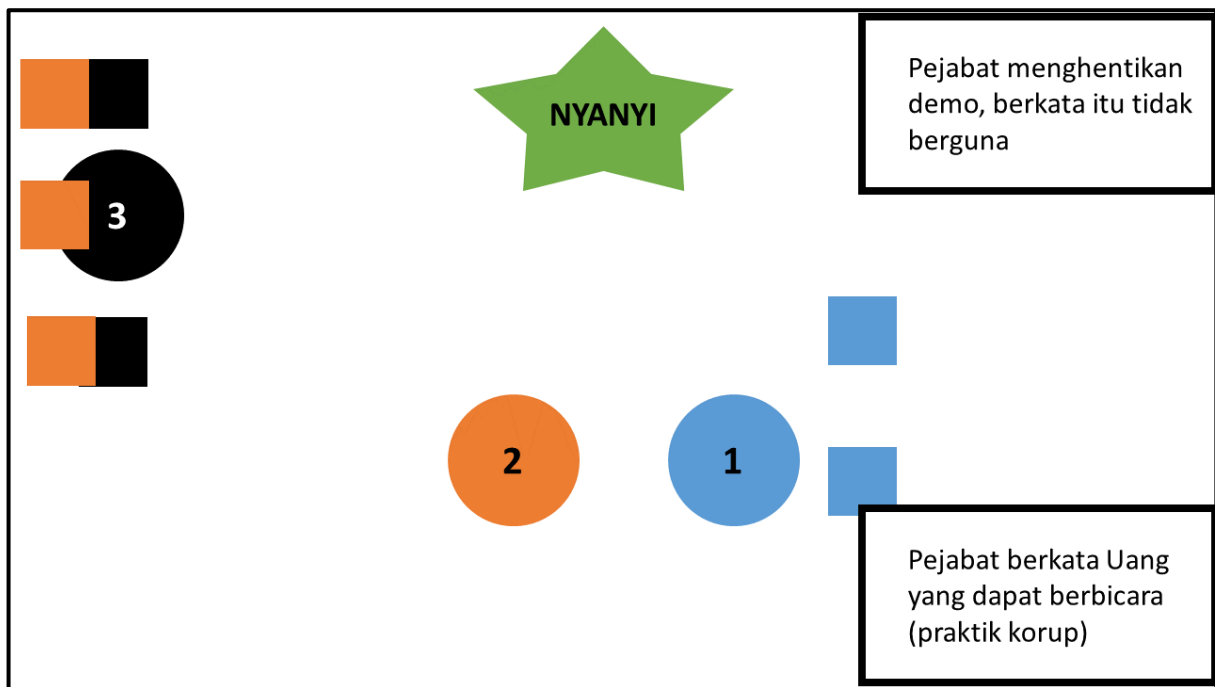 NYANYI
Pejabat menghentikan
demo, berkata itu tidak
berguna
3
2
1
Pejabat berkata Uang
yang dapat berbicara
(praktik korup)